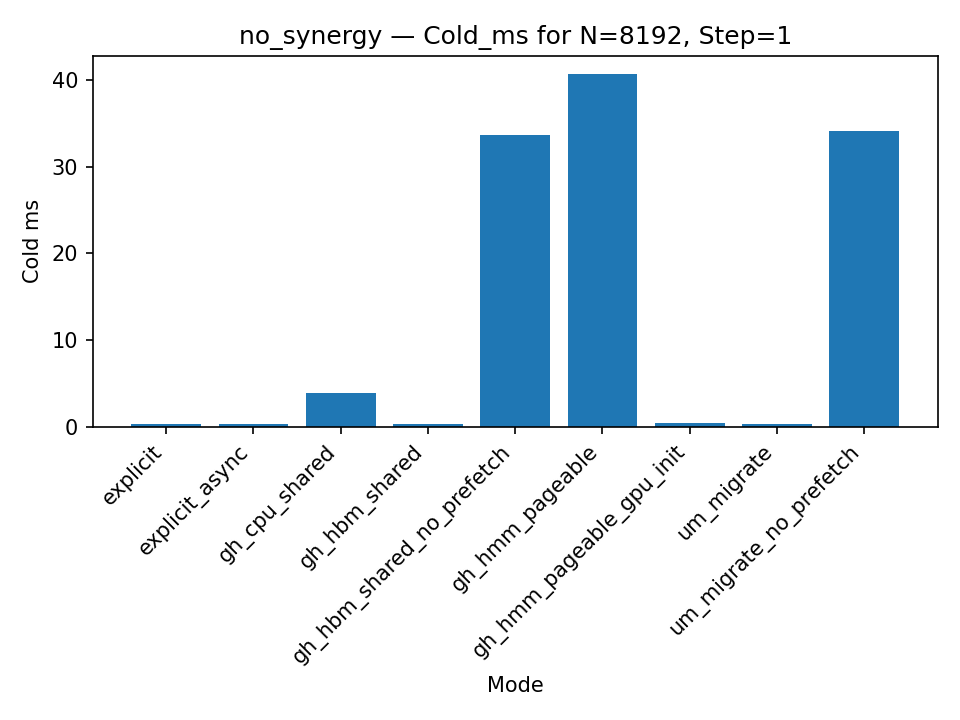 no_synergy — Cold_ms for N=8192, Step=1
Cold ms
40
30
20
10
0
explicit
explicit_async
gh_cpu_shared
gh_hbm_shared
gh_hbm_shared_no_prefetch
gh_hmm_pageable
gh_hmm_pageable_gpu_init
um_migrate
um_migrate_no_prefetch
Mode